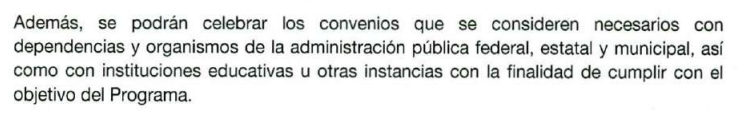 Además, se podrán celebrar los convenios que se consideren necesarios con
dependencias y organismos de la administración pública federal, estatal y municipal, así
como con instituciones educativas u otras instancias con la finalidad de cumplir con el
objetivo del Programa.